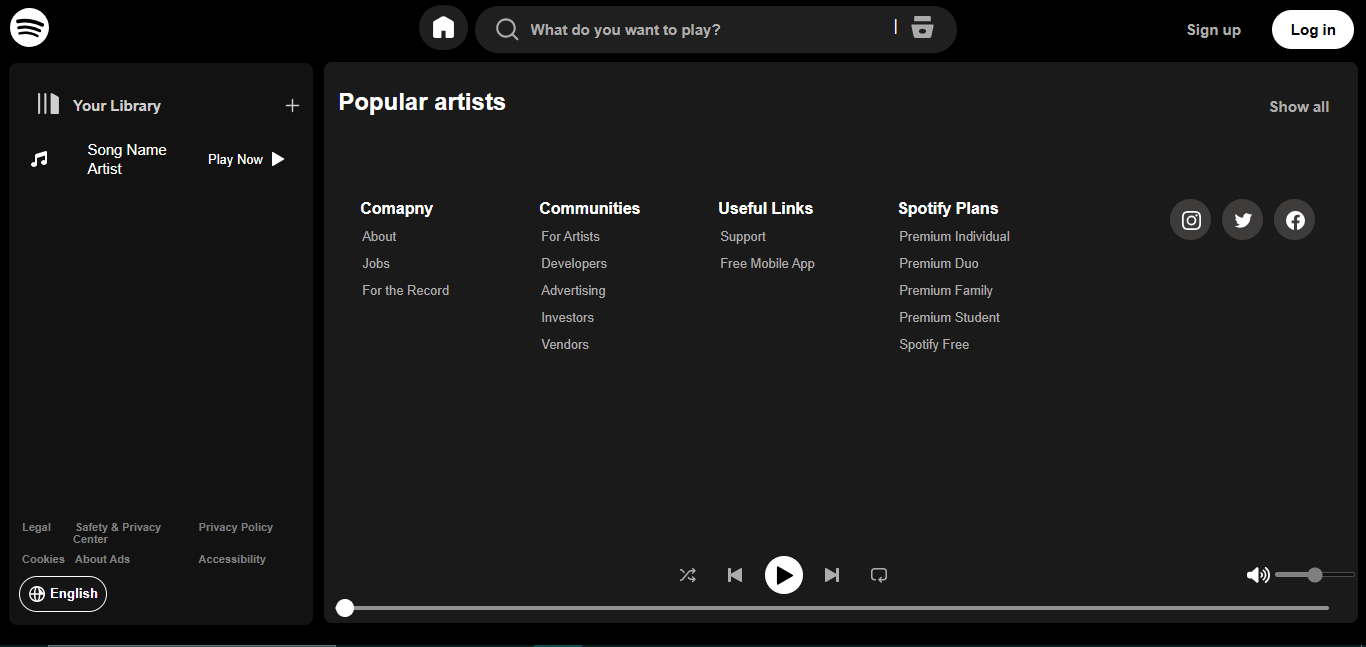 What do you want to play?
Sign up
Log in
Your Library
Song Name
Artist
Play Now
Popular artists
Show all
Comapny
About
Jobs
For the Record
Communities
For Artists
Developers
Advertising
Investors
Vendors
Useful Links
Support
Free Mobile App
Spotify Plans
Premium Individual
Premium Duo
Premium Family
Premium Student
Spotify Free
Legal
Safety & Privacy
Center
Privacy Policy
Cookies
About Ads
Accessibility
English